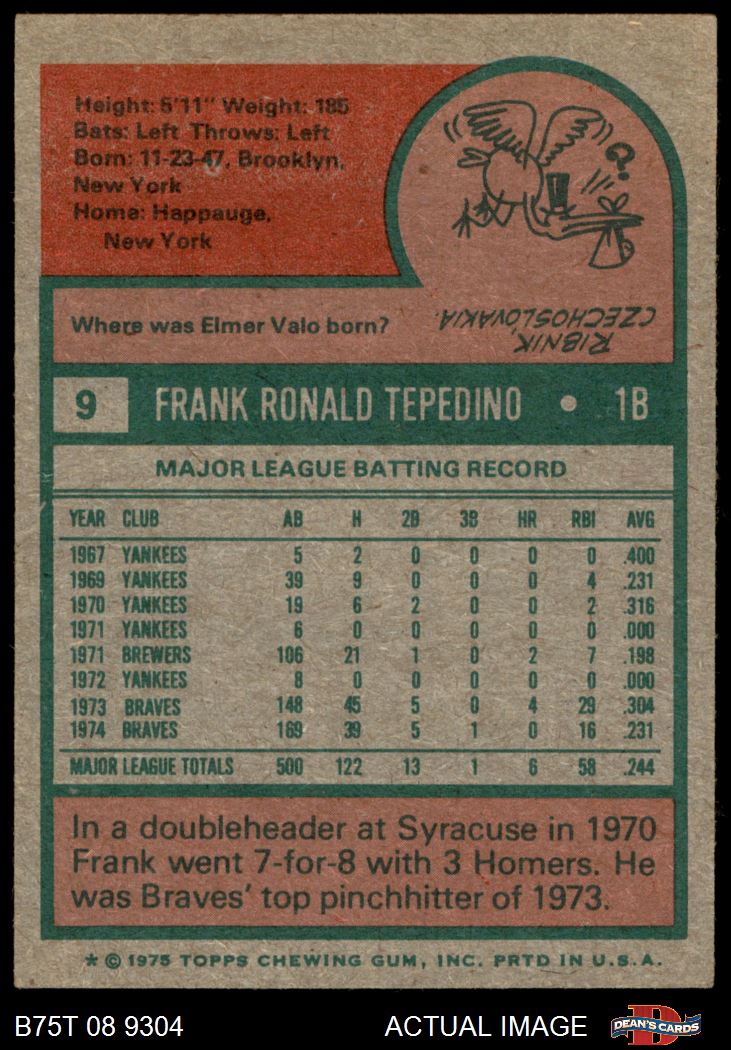 Height: 5'11" Weight: 185
Bats: Left Throws: Left
Born: 11-23-47, Brooklyn,
New York
Home: Happauge,
New York
?
Where was Elmer Valo born?
RIBNIK,
CZECHOSLOVAKIA.
9 FRANK RONALD TEPEDINO • 1B
MAJOR LEAGUE BATTING RECORD
YEAR CLUB AB H 2B 3B HR RBI AVG
1967 YANKEES 5 2 0 0 0 0 .400
1969 YANKEES 39 9 0 0 0 4 .231
1970 YANKEES 19 6 2 0 0 2 .316
1971 YANKEES 6 0 0 0 0 0 .000
1971 BREWERS 106 21 1 0 2 7 .198
1972 YANKEES 8 0 0 0 0 0 .000
1973 BRAVES 148 45 5 0 4 29 .304
1974 BRAVES 169 39 5 1 0 16 .231
MAJOR LEAGUE TOTALS 500 122 13 1 6 58 .244
In a doubleheader at Syracuse in 1970
Frank went 7-for-8 with 3 Homers. He
was Braves' top pinchhitter of 1973.
* © 1975 TOPPS CHEWING GUM, INC. PRTD IN U.S.A.
B75T 08 9304 ACTUAL IMAGE D DEAN'S CARDS